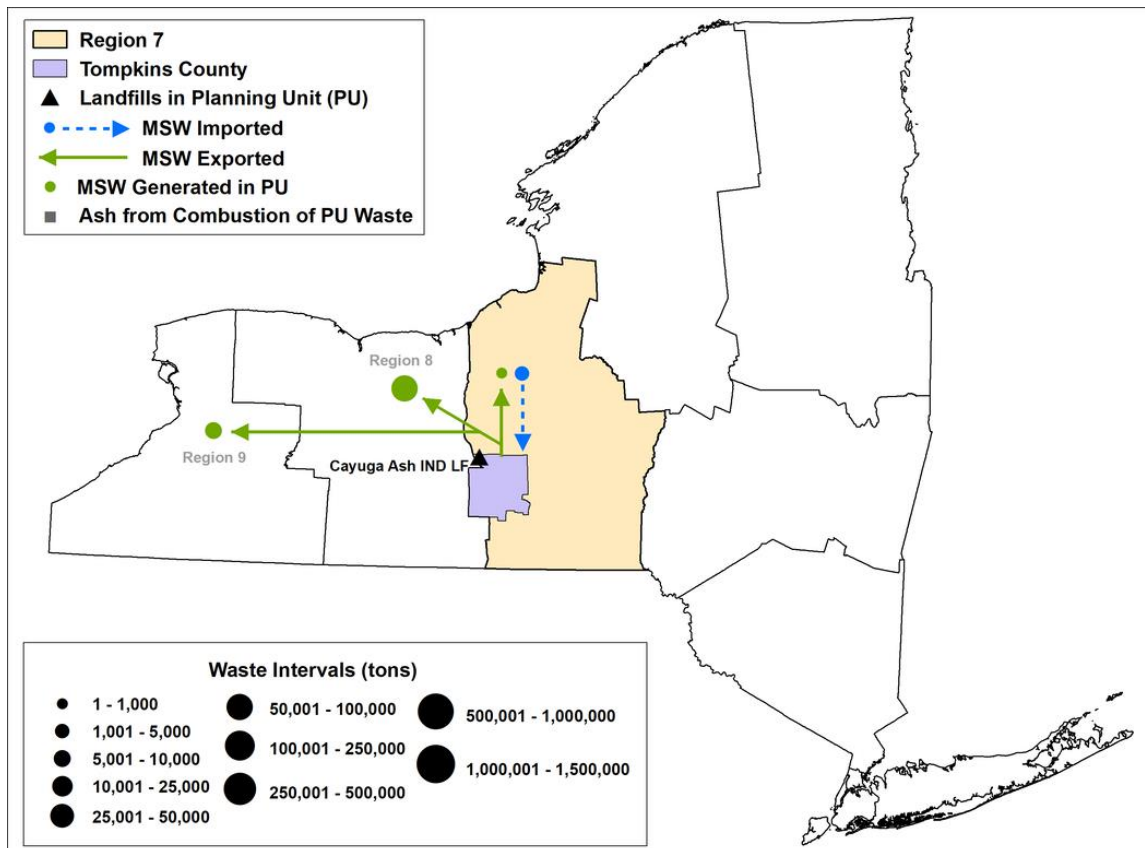 Region 7
Tompkins County
Landfills in Planning Unit (PU)
MSW Imported
MSW Exported
MSW Generated in PU
Ash from Combustion of PU Waste
Region 8
Region 9
Cayuga Ash IND LF
Waste Intervals (tons)
1 - 1,000
1,001 - 5,000
5,001 - 10,000
10,001 - 25,000
25,001 - 50,000
50,001 - 100,000
100,001 - 250,000
250,001 - 500,000
500,001 - 1,000,000
1,000,001 - 1,500,000